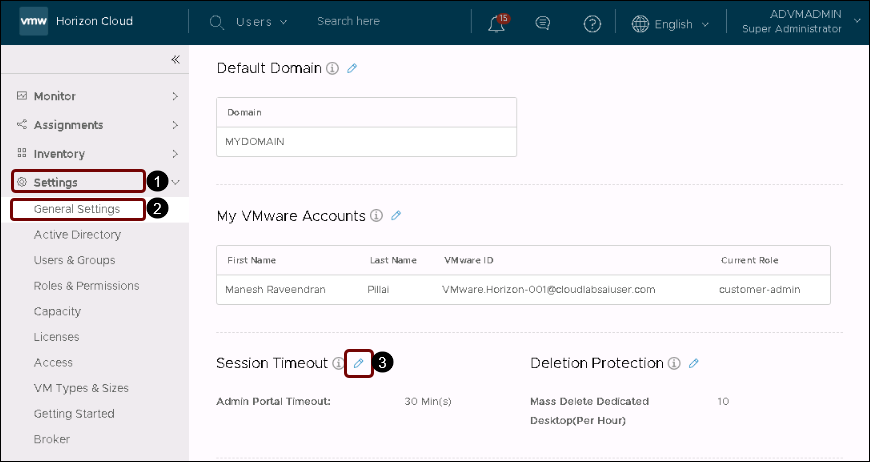 vmw Horizon Cloud Users Search here 15 English ADVMADMIN
Super Administrator
Monitor
Assignments
Inventory
Settings 1
General Settings 2
Active Directory
Users & Groups
Roles & Permissions
Capacity
Licenses
Access
VM Types & Sizes
Getting Started
Broker
Default Domain
Domain
MYDOMAIN
My VMware Accounts
First Name Last Name VMware ID Current Role
Manesh Raveendran Pillai VMware.Horizon-001@cloudlabsaiuser.com customer-admin
Session Timeout 3
Admin Portal Timeout: 30 Min(s)
Deletion Protection
Mass Delete Dedicated 10
Desktop(Per Hour)